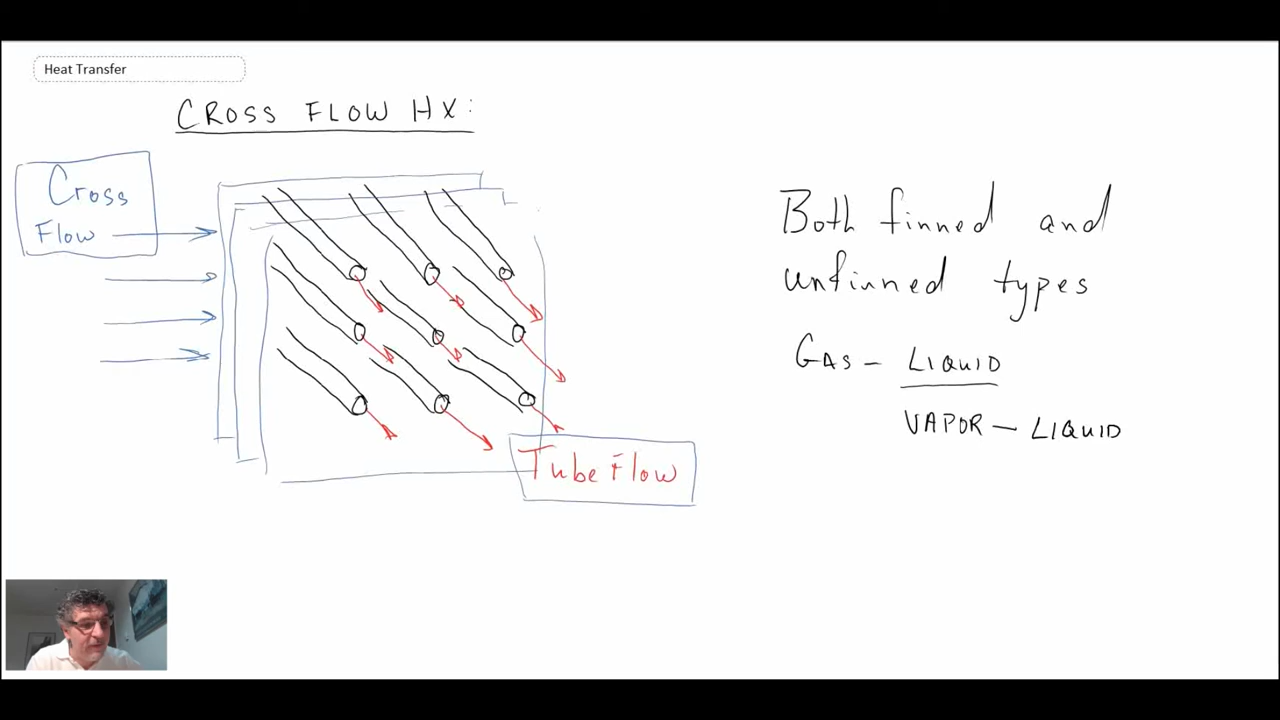 Heat Transfer
CROSS FLOW HX:
Cross
Flow
Tube Flow
Both finned and
unfinned types
GAS - LIQUID
VAPOR - LIQUID